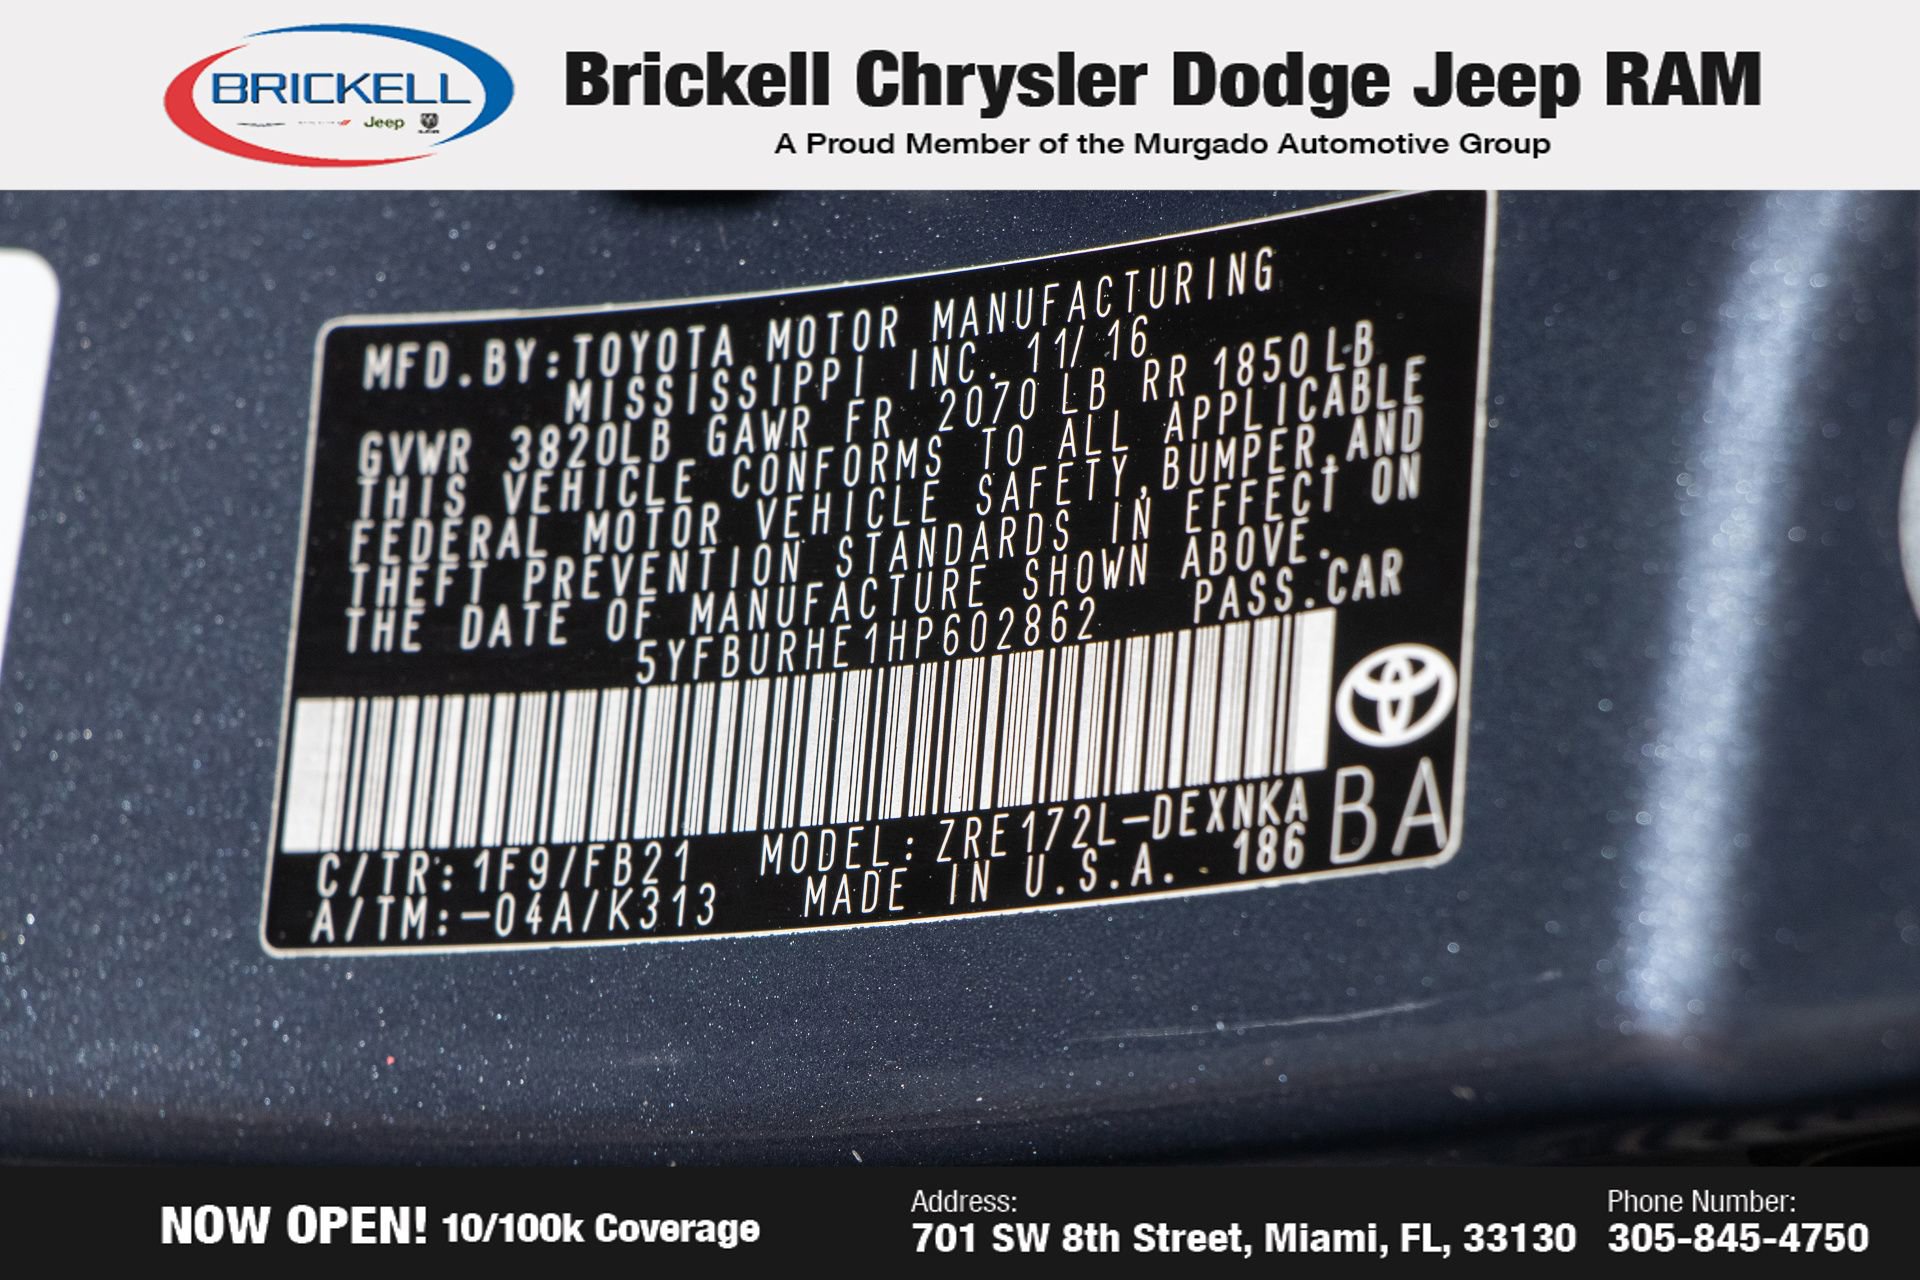 BRICKELL
Jeep
Brickell Chrysler Dodge Jeep RAM
A Proud Member of the Murgado Automotive Group
MFD.BY:TOYOTA MOTOR MANUFACTURING
MISSISSIPPI INC. 11/16
GVWR 3820LB GAWR FR 2070LB RR 1850LB
THIS VEHICLE CONFORMS TO ALL APPLICABLE
FEDERAL MOTOR VEHICLE SAFETY,BUMPER,AND
THEFT PREVENTION STANDARDS IN EFFECT ON
THE DATE OF MANUFACTURE SHOWN ABOVE.
5YFBURHE1HP602862 PASS.CAR
C/TR:1F9/FB21 MODEL:ZRE172L-DEXNKA
A/TM:-04A/K313 MADE IN U.S.A. 186 BA
NOW OPEN! 10/100k Coverage
Address:
701 SW 8th Street, Miami, FL, 33130
Phone Number:
305-845-4750